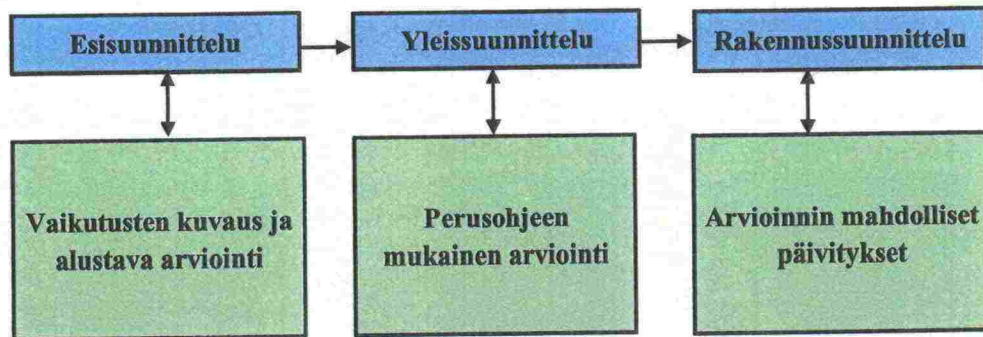 Esisuunnittelu
Yleissuunnittelu
Rakennussuunnittelu
Vaikutusten kuvaus ja
alustava arviointi
Perusohjeen
mukainen arviointi
Arvioinnin mahdolliset
päivitykset